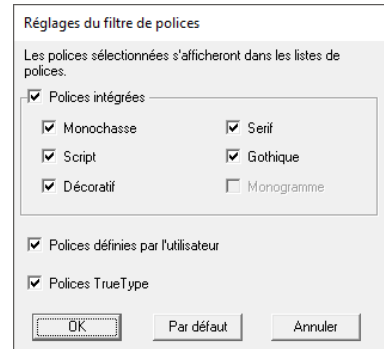 Réglages du filtre de polices
Les polices sélectionnées s'afficheront dans les listes de
polices.
Polices intégrées
Monochasse
Serif
Script
Gothique
Décoratif
Monogramme
Polices définies par l'utilisateur
Polices TrueType
OK
Par défaut
Annuler